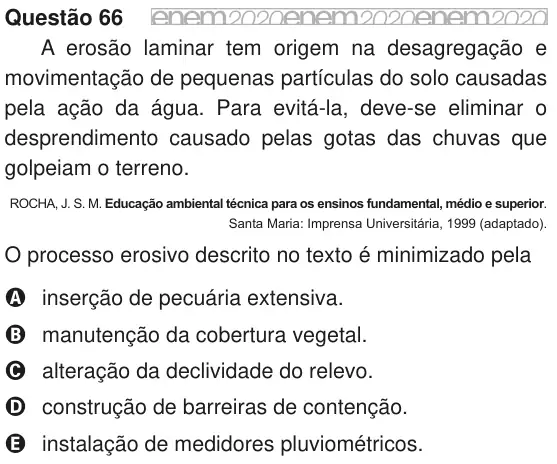 Questão 66 enem2020enem2020enem2020
A erosão laminar tem origem na desagregação e
movimentação de pequenas partículas do solo causadas
pela ação da água. Para evitá-la, deve-se eliminar o
desprendimento causado pelas gotas das chuvas que
golpeiam o terreno.
ROCHA, J. S. M. Educação ambiental técnica para os ensinos fundamental, médio e superior.
Santa Maria: Imprensa Universitária, 1999 (adaptado).
O processo erosivo descrito no texto é minimizado pela
A inserção de pecuária extensiva.
B manutenção da cobertura vegetal.
C alteração da declividade do relevo.
D construção de barreiras de contenção.
E instalação de medidores pluviométricos.